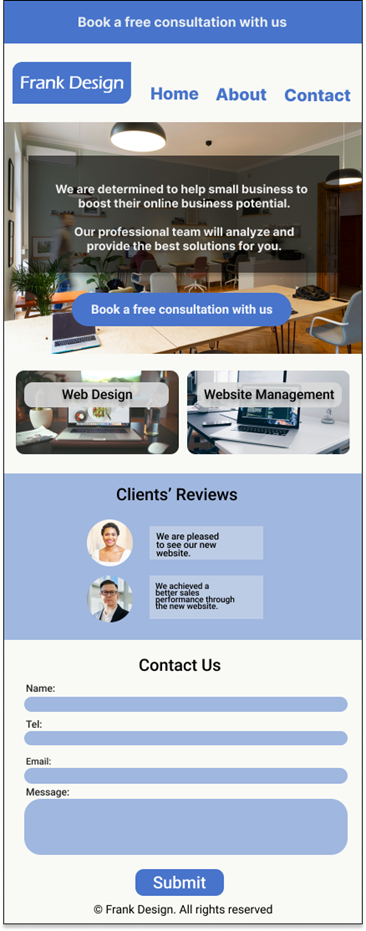 Book a free consultation with us
Frank Design
Home About Contact
We are determined to help small business to
boost their online business potential.
Our professional team will analyze and
provide the best solutions for you.
Book a free consultation with us
Web Design
Website Management
Clients’ Reviews
We are pleased
to see our new
website.
We achieved a
better sales
performance through
the new website.
Contact Us
Name:
Tel:
Email:
Message:
Submit
© Frank Design. All rights reserved